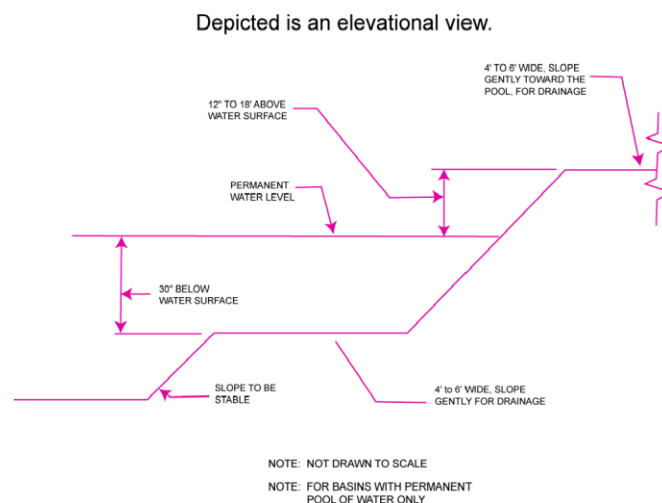 Depicted is an elevational view.
4' TO 6' WIDE, SLOPE
GENTLY TOWARD THE
POOL, FOR DRAINAGE
12" TO 18' ABOVE
WATER SURFACE
PERMANENT
WATER LEVEL
30" BELOW
WATER SURFACE
SLOPE TO BE
STABLE
4' to 6' WIDE, SLOPE
GENTLY FOR DRAINAGE
NOTE: NOT DRAWN TO SCALE
NOTE: FOR BASINS WITH PERMANENT
POOL OF WATER ONLY